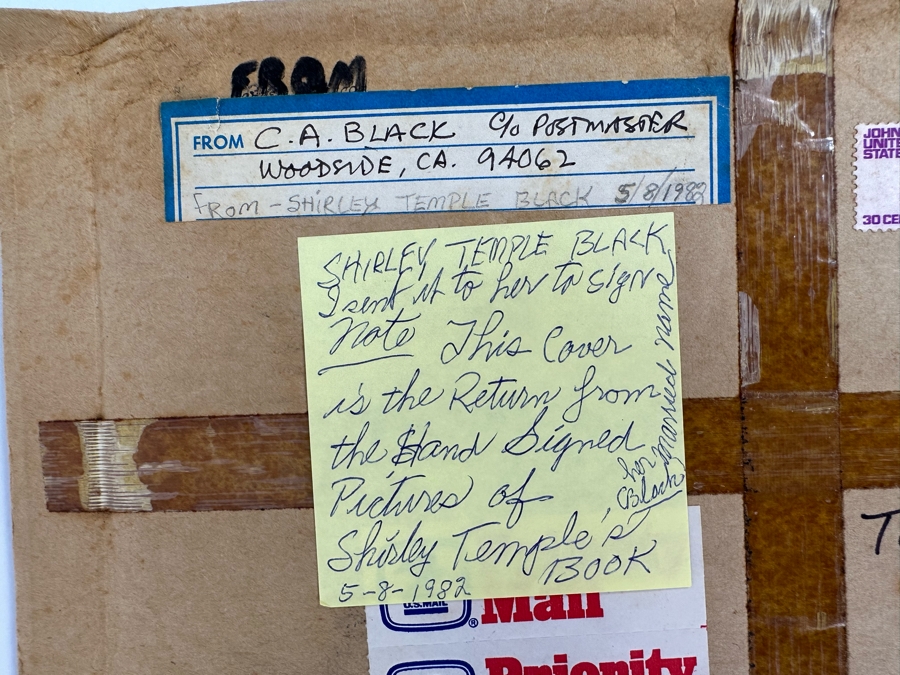 FROM
FROM C.A. BLACK C/O POSTMASTER
WOODSIDE, CA. 94062
FROM - SHIRLEY TEMPLE BLACK 5/8/1982
SHIRLEY TEMPLE BLACK
I sent it to her to sign
Note This Cover
is the Return from
the Hand Signed
Pictures of
Shirley Temple's
BOOK
5-8-1982
her married name
(Black)
U.S.MAIL
®
Mail
Priority
JOHN
UNITE
STATE
30 CE
T